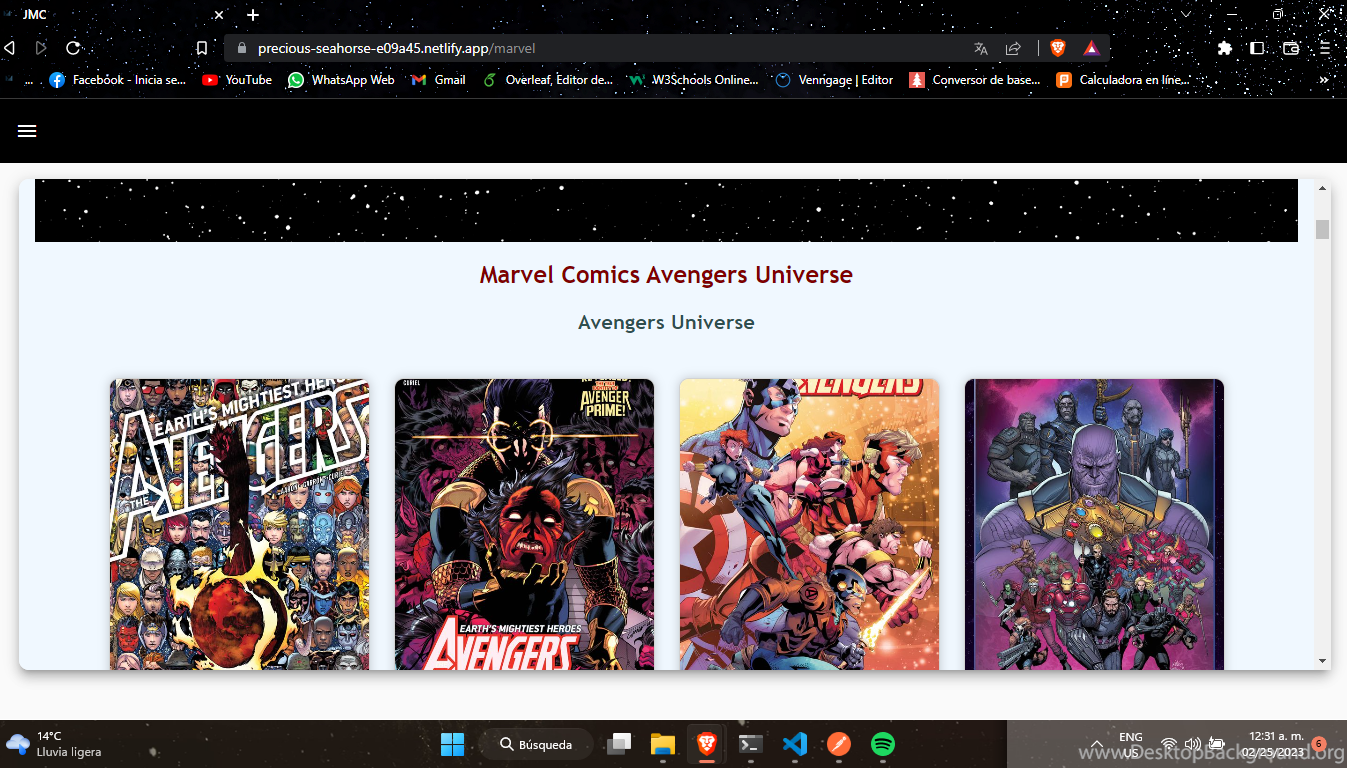 JMC
precious-seahorse-e09a45.netlify.app/marvel
... Facebook - Inicia se... YouTube WhatsApp Web Gmail Overleaf, Editor de... W3Schools Online... Venngage | Editor Conversor de base... Calculadora en líne... »
Marvel Comics Avengers Universe
Avengers Universe
EARTH'S MIGHTIEST HEROES
THE AVENGERS
CURIEL
AVENGER
PRIME!
EARTH'S MIGHTIEST HEROES
AVENGERS
AVENGERS
14°C
Lluvia ligera
Búsqueda
ENG
US
12:31 a. m.
02/25/2023
6
www.DesktopBackground.org